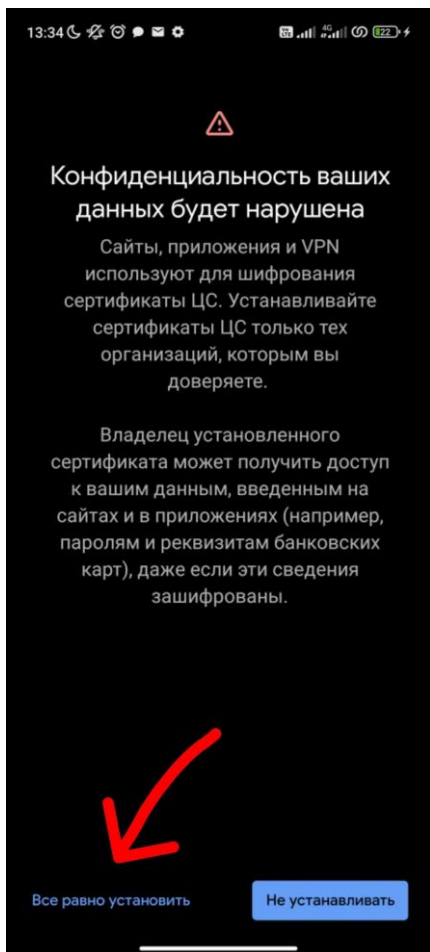 13:34
4G
22
Конфиденциальность ваших
данных будет нарушена
Сайты, приложения и VPN
используют для шифрования
сертификаты ЦС. Устанавливайте
сертификаты ЦС только тех
организаций, которым вы
доверяете.
Владелец установленного
сертификата может получить доступ
к вашим данным, введенным на
сайтах и в приложениях (например,
паролям и реквизитам банковских
карт), даже если эти сведения
зашифрованы.
Все равно установить
Не устанавливать